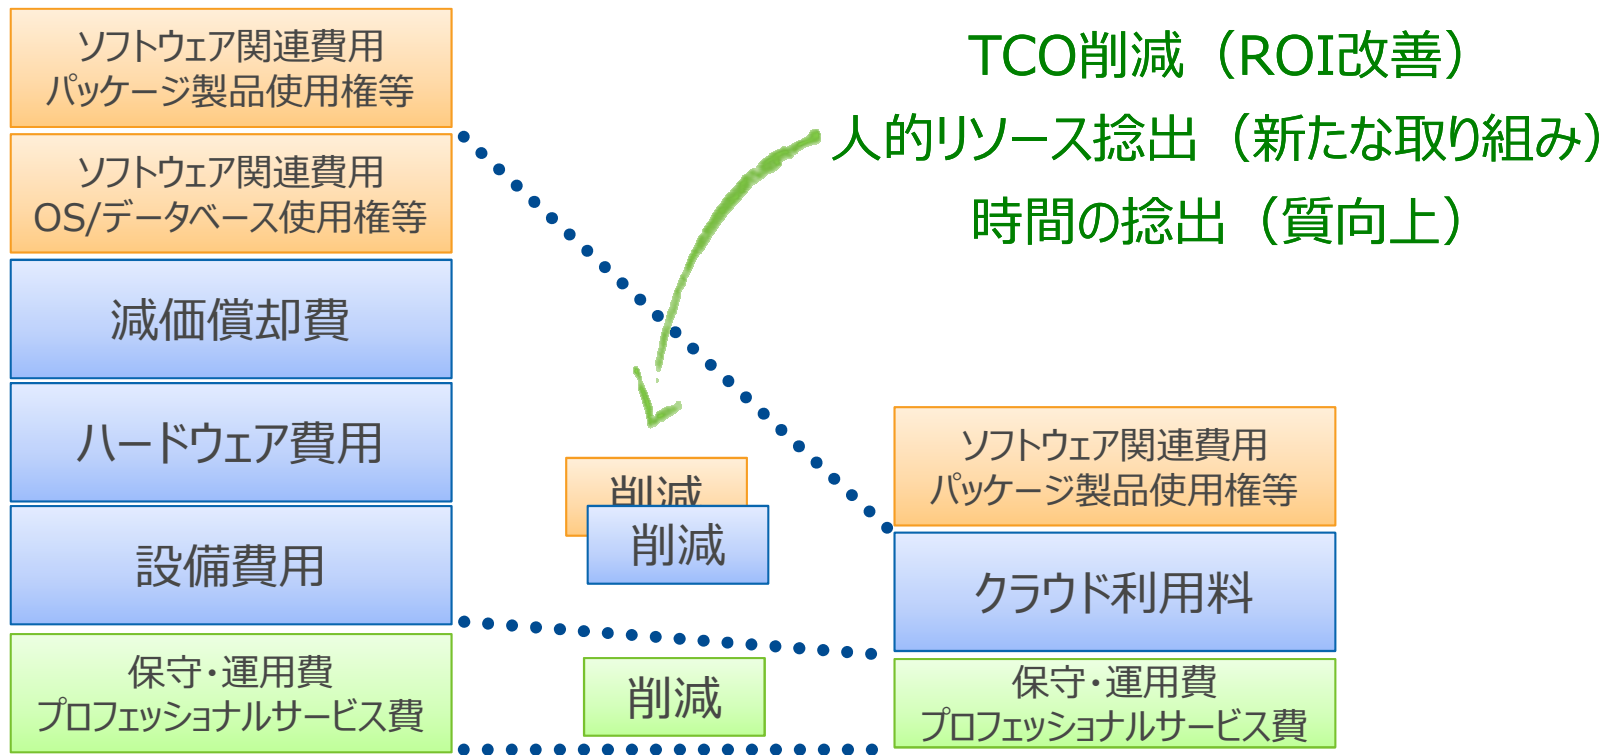 ソフトウェア関連費用
パッケージ製品使用権等
ソフトウェア関連費用
OS/データベース使用権等
減価償却費
ハードウェア費用
設備費用
保守・運用費
プロフェッショナルサービス費
TCO削減（ROI改善）
人的リソース捻出（新たな取り組み）
時間の捻出（質向上）
削減
削減
削減
ソフトウェア関連費用
パッケージ製品使用権等
クラウド利用料
保守・運用費
プロフェッショナルサービス費